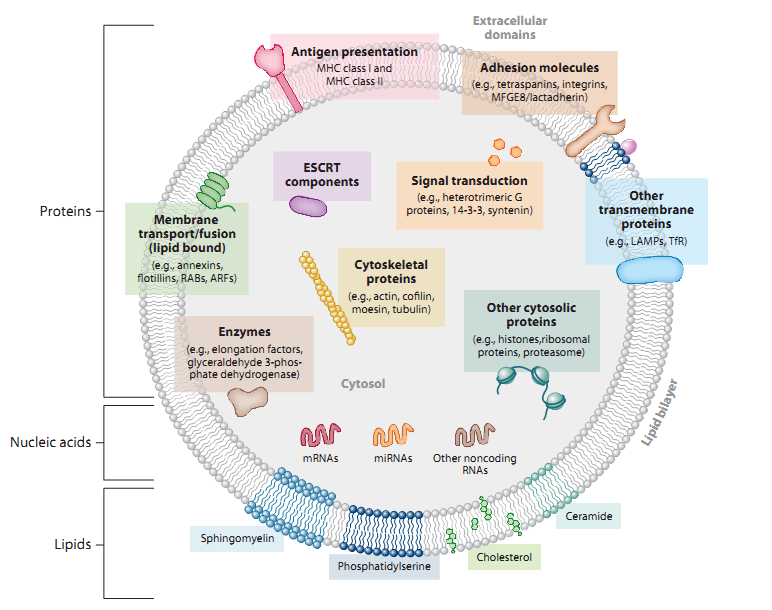 Extracellular
domains
Antigen presentation
MHC class I and
MHC class II
Adhesion molecules
(e.g., tetraspanins, integrins,
MFGE8/lactadherin)
ESCRT
components
Signal transduction
(e.g., heterotrimeric G
proteins, 14-3-3, syntenin)
Other
transmembrane
proteins
(e.g., LAMPs, TfR)
Proteins
Membrane
transport/fusion
(lipid bound)
(e.g., annexins,
flotillins, RABs, ARFs)
Cytoskeletal
proteins
(e.g., actin, cofilin,
moesin, tubulin)
Enzymes
(e.g., elongation factors,
glyceraldehyde 3-phos-
phate dehydrogenase)
Other cytosolic
proteins
(e.g., histones,ribosomal
proteins, proteasome)
Cytosol
Lipid bilayer
Nucleic acids
mRNAs
miRNAs
Other noncoding
RNAs
Lipids
Sphingomyelin
Phosphatidylserine
Cholesterol
Ceramide